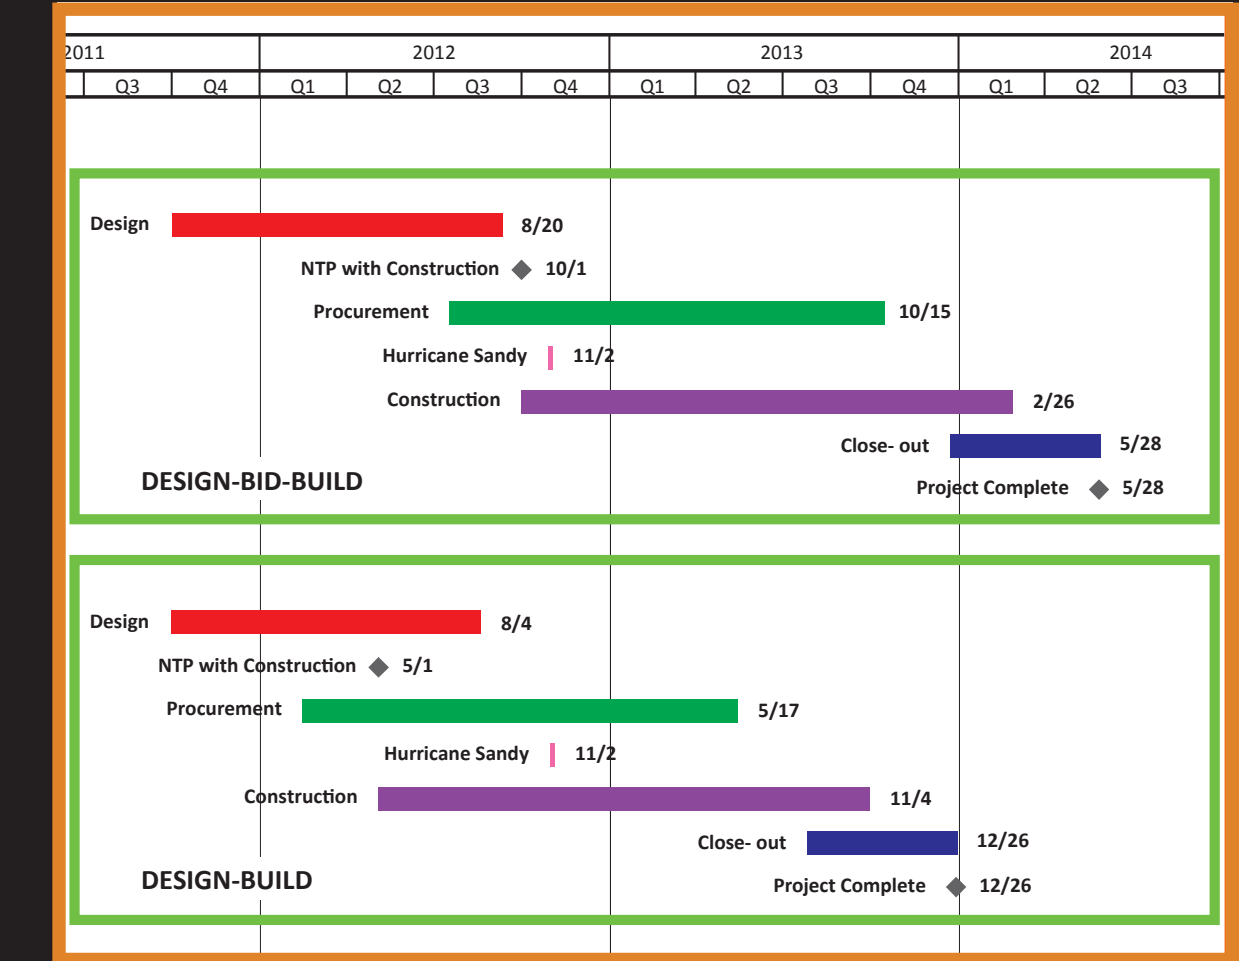 2011 2012 2013 2014
Q3 Q4 Q1 Q2 Q3 Q4 Q1 Q2 Q3 Q4 Q1 Q2 Q3
Design 8/20
NTP with Construction 10/1
Procurement 10/15
Hurricane Sandy 11/2
Construction 2/26
Close- out 5/28
DESIGN-BID-BUILD
Project Complete 5/28
Design 8/4
NTP with Construction 5/1
Procurement 5/17
Hurricane Sandy 11/2
Construction 11/4
Close- out 12/26
DESIGN-BUILD
Project Complete 12/26